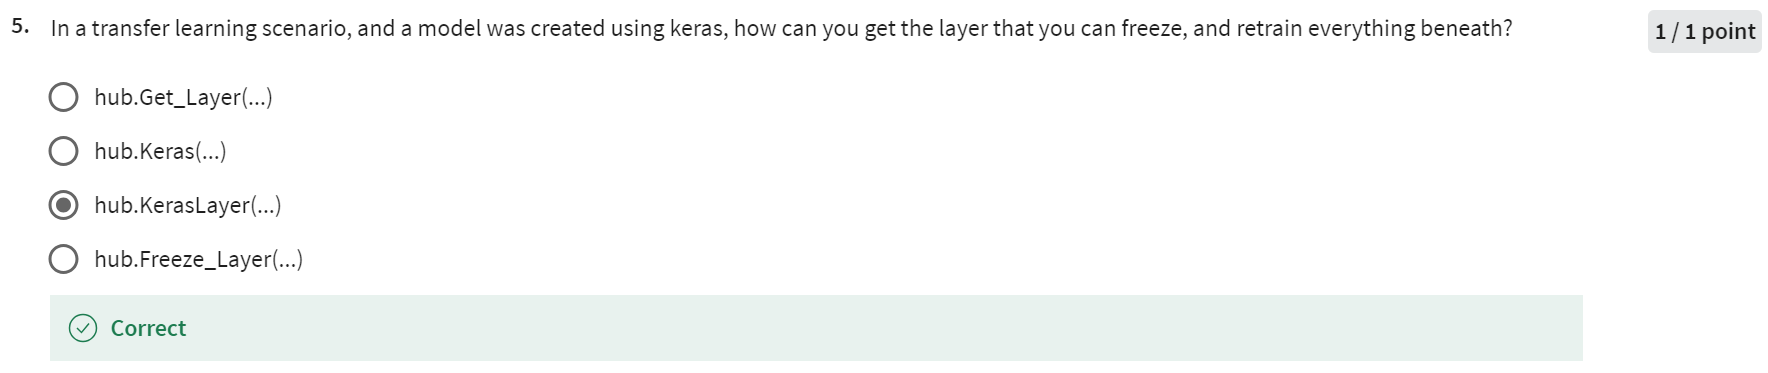 5. In a transfer learning scenario, and a model was created using keras, how can you get the layer that you can freeze, and retrain everything beneath?
1 / 1 point
hub.Get_Layer(...)
hub.Keras(...)
hub.KerasLayer(...)
hub.Freeze_Layer(...)
Correct